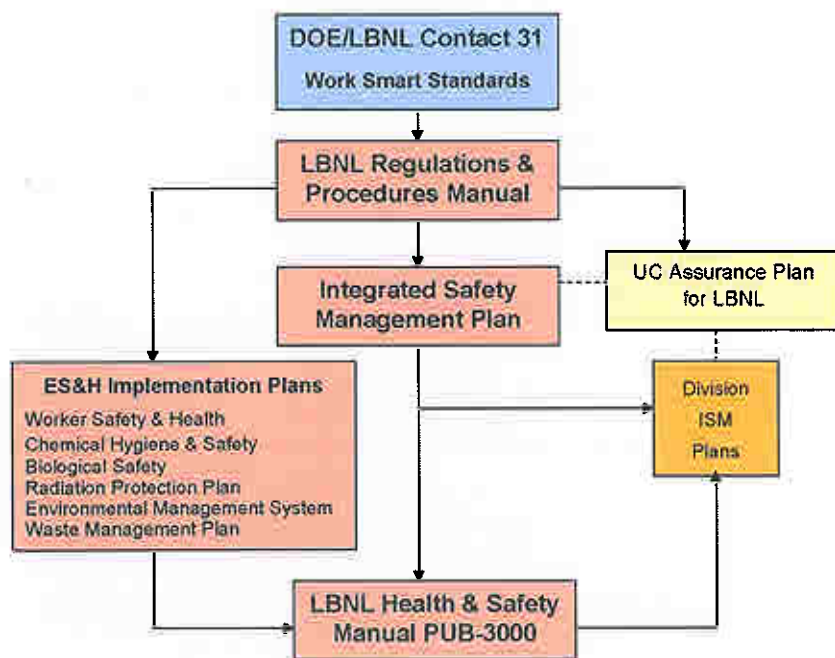 DOE/LBNL Contact 31
Work Smart Standards
LBNL Regulations &
Procedures Manual
Integrated Safety
Management Plan
UC Assurance Plan
for LBNL
ES&H Implementation Plans
Worker Safety & Health
Chemical Hygiene & Safety
Biological Safety
Radiation Protection Plan
Environmental Management System
Waste Management Plan
Division
ISM
Plans
LBNL Health & Safety
Manual PUB-3000